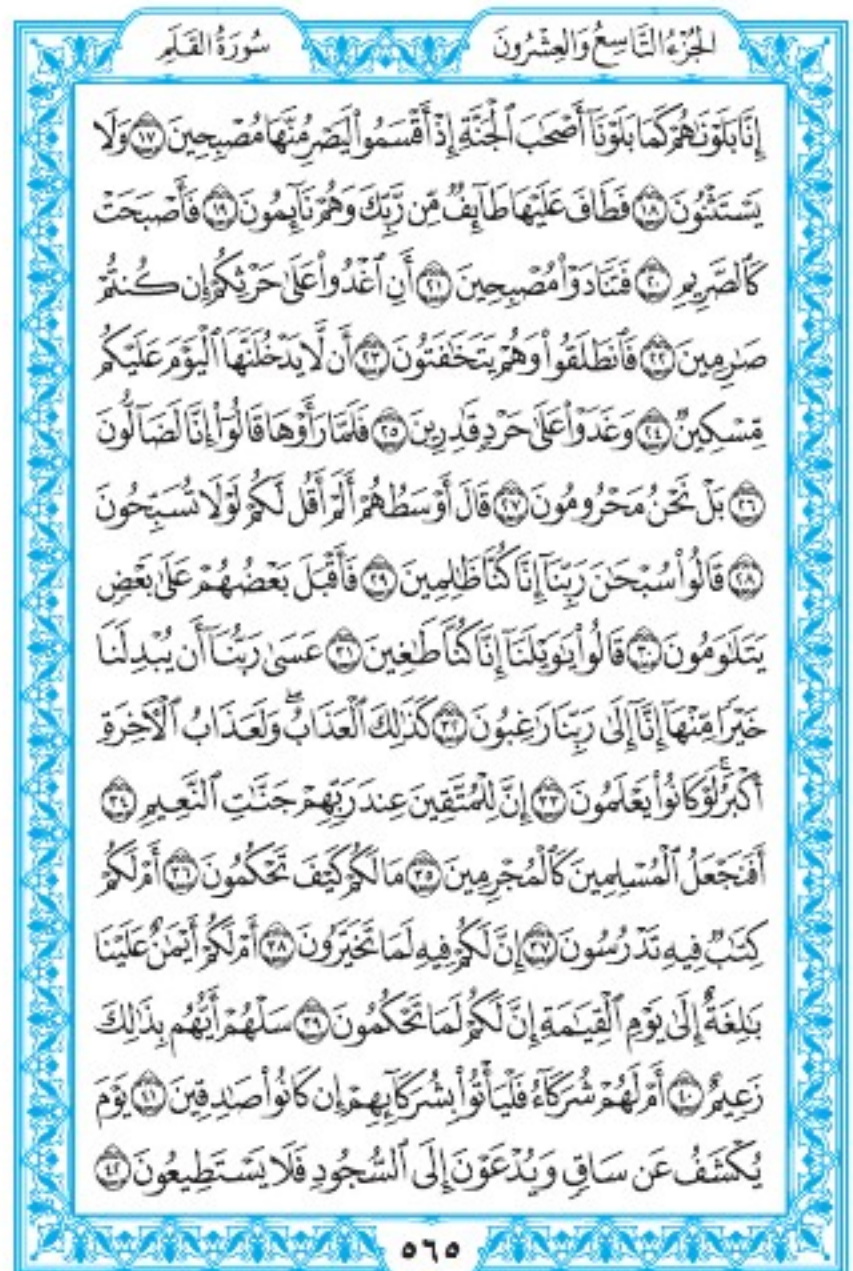 الجُزْءُ التَّاسِعُ وَالعِشْرُونَ
سُورَةُ القَلَمِ
إِنَّا بَلَوْنَٰهُمْ كَمَا بَلَوْنَآ أَصْحَٰبَ ٱلْجَنَّةِ إِذْ أَقْسَمُوا۟ لَيَصْرِمُنَّهَا مُصْبِحِينَ ١٧ وَلَا
يَسْتَثْنُونَ ١٨ فَطَافَ عَلَيْهَا طَآئِفٌ مِّن رَّبِّكَ وَهُمْ نَآئِمُونَ ١٩ فَأَصْبَحَتْ
كَٱلصَّرِيمِ ٢٠ فَتَنَادَوْا۟ مُصْبِحِينَ ٢١ أَنِ ٱغْدُوا۟ عَلَىٰ حَرْثِكُمْ إِن كُنتُمْ
صَٰرِمِينَ ٢٢ فَٱنطَلَقُوا۟ وَهُمْ يَتَخَٰفَتُونَ ٢٣ أَن لَّا يَدْخُلَنَّهَا ٱلْيَوْمَ عَلَيْكُم
مِّسْكِينٌ ٢٤ وَغَدَوْا۟ عَلَىٰ حَرْدٍ قَٰدِرِينَ ٢٥ فَلَمَّا رَأَوْهَا قَالُوٓا۟ إِنَّا لَضَآلُّونَ
٢٦ بَلْ نَحْنُ مَحْرُومُونَ ٢٧ قَالَ أَوْسَطُهُمْ أَلَمْ أَقُل لَّكُمْ لَوْلَا تُسَبِّحُونَ
٢٨ قَالُوا۟ سُبْحَٰنَ رَبِّنَآ إِنَّا كُنَّا ظَٰلِمِينَ ٢٩ فَأَقْبَلَ بَعْضُهُمْ عَلَىٰ بَعْضٍ
يَتَلَٰوَمُونَ ٣٠ قَالُوا۟ يَٰوَيْلَنَآ إِنَّا كُنَّا طَٰغِينَ ٣١ عَسَىٰ رَبُّنَآ أَن يُبْدِلَنَا
خَيْرًا مِّنْهَآ إِنَّآ إِلَىٰ رَبِّنَا رَٰغِبُونَ ٣٢ كَذَٰلِكَ ٱلْعَذَابُ ۖ وَلَعَذَابُ ٱلْءَاخِرَةِ
أَكْبَرُ ۚ لَوْ كَانُوا۟ يَعْلَمُونَ ٣٣ إِنَّ لِلْمُتَّقِينَ عِندَ رَبِّهِمْ جَنَّٰتِ ٱلنَّعِيمِ ٣٤
أَفَنَجْعَلُ ٱلْمُسْلِمِينَ كَٱلْمُجْرِمِينَ ٣٥ مَا لَكُمْ كَيْفَ تَحْكُمُونَ ٣٦ أَمْ لَكُمْ
كِتَٰبٌ فِيهِ تَدْرُسُونَ ٣٧ إِنَّ لَكُمْ فِيهِ لَمَا تَخَيَّرُونَ ٣٨ أَمْ لَكُمْ أَيْمَٰنٌ عَلَيْنَا
بَٰلِغَةٌ إِلَىٰ يَوْمِ ٱلْقِيَٰمَةِ إِنَّ لَكُمْ لَمَا تَحْكُمُونَ ٣٩ سَلْهُمْ أَيُّهُم بِذَٰلِكَ
زَعِيمٌ ٤٠ أَمْ لَهُمْ شُرَكَآءُ فَلْيَأْتُوا۟ بِشُرَكَآئِهِمْ إِن كَانُوا۟ صَٰدِقِينَ ٤١ يَوْمَ
يُكْشَفُ عَن سَاقٍ وَيُدْعَوْنَ إِلَى ٱلسُّجُودِ فَلَا يَسْتَطِيعُونَ ٤٢
٥٦٥